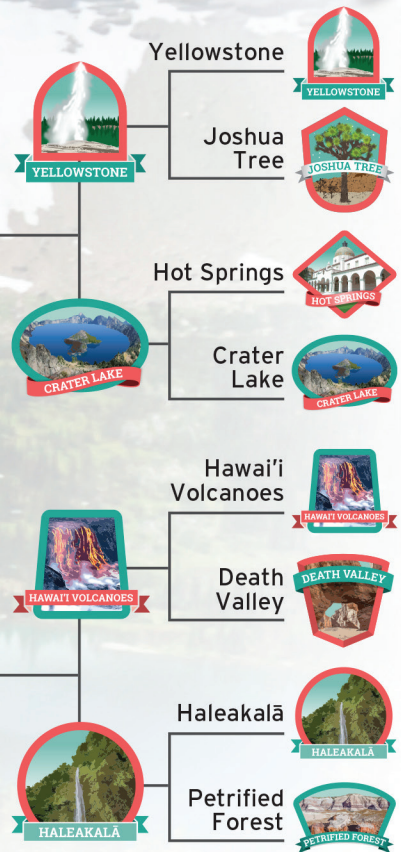 Yellowstone
YELLOWSTONE
YELLOWSTONE
Joshua
Tree
JOSHUA TREE
Hot Springs
HOT SPRINGS
CRATER LAKE
Crater
Lake
CRATER LAKE
Hawai'i
Volcanoes
HAWAI'I VOLCANOES
HAWAI'I VOLCANOES
Death
Valley
DEATH VALLEY
Haleakalā
HALEAKALĀ
HALEAKALĀ
Petrified
Forest
PETRIFIED FOREST